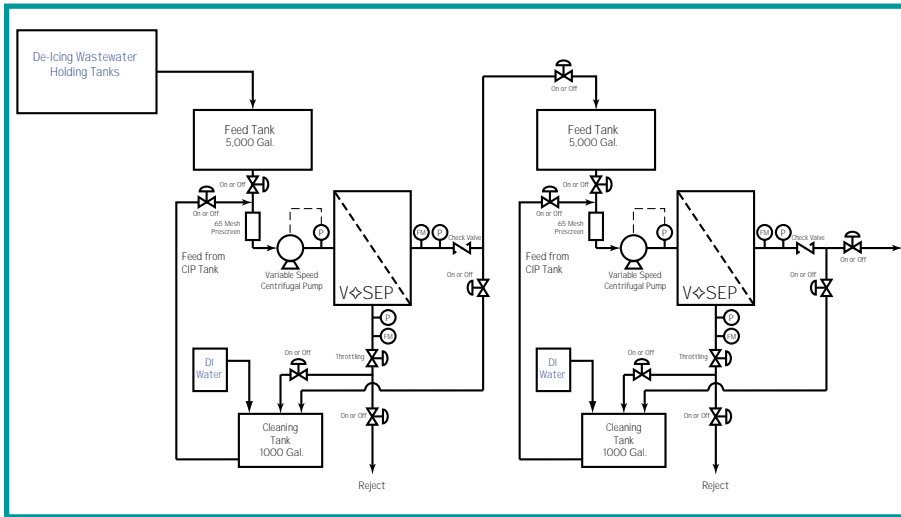 De-Icing Wastewater
Holding Tanks
On or Off
Feed Tank
5,000 Gal.
Feed Tank
5,000 Gal.
On or Off
On or Off
On or Off
65 Mesh
Prescreen
P
FM
P
Check Valve
On or Off
65 Mesh
Prescreen
P
FM
P
Check Valve
On or Off
Feed from
CIP Tank
Variable Speed
Centrifugal Pump
V SEP
On or Off
Feed from
CIP Tank
Variable Speed
Centrifugal Pump
V SEP
On or Off
P
FM
P
FM
DI
Water
On or Off
Throttling
DI
Water
On or Off
Throttling
Cleaning
Tank
1000 Gal.
On or Off
Cleaning
Tank
1000 Gal.
On or Off
Reject
Reject